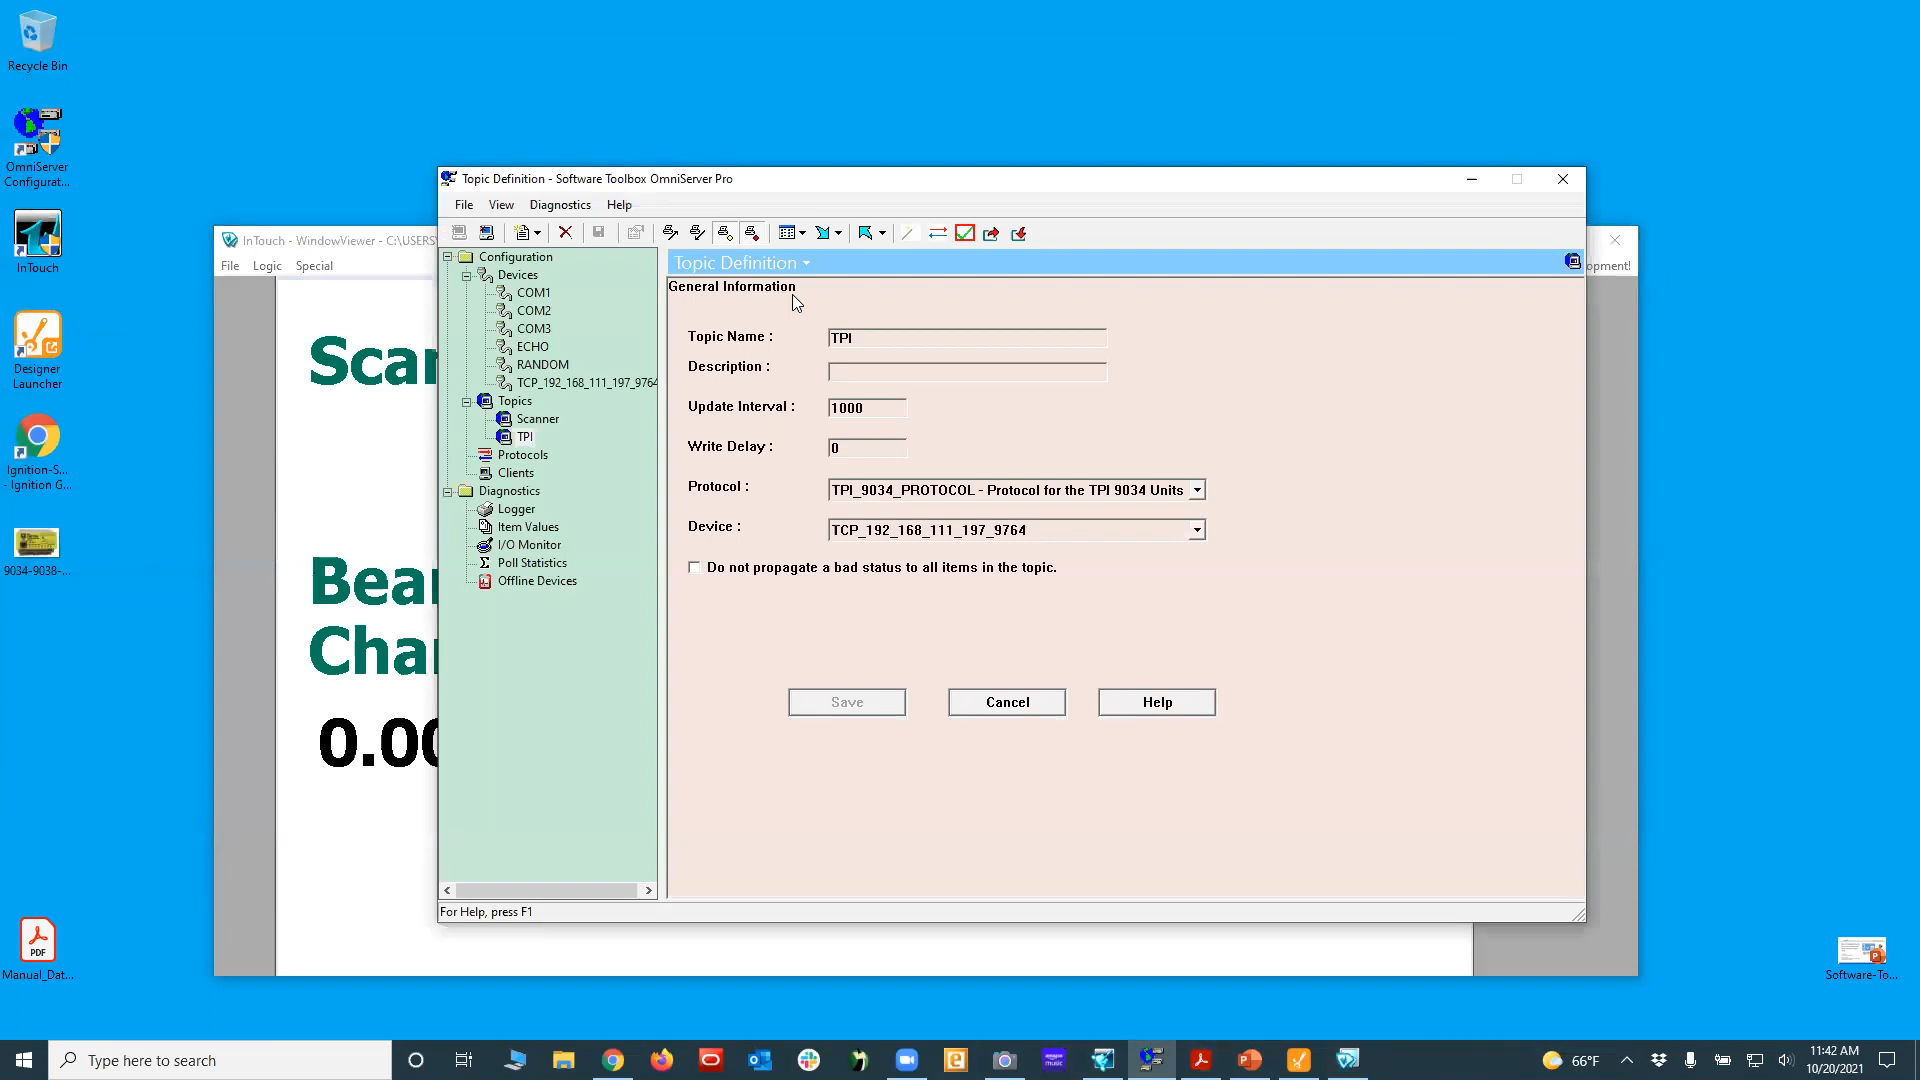 Recycle Bin
OmniServer
Configurat...
InTouch
Designer
Launcher
Ignition-S...
- Ignition G...
9034-9038-...
PDF
Manual_Dat...
InTouch - WindowViewer - C:\USERS
File Logic Special
opment!
Scan
Bear
Char
0.00
Topic Definition - Software Toolbox OmniServer Pro
File View Diagnostics Help
Configuration
Devices
COM1
COM2
COM3
ECHO
RANDOM
TCP_192_168_111_197_9764
Topics
Scanner
TPI
Protocols
Clients
Diagnostics
Logger
Item Values
I/O Monitor
Poll Statistics
Offline Devices
Topic Definition
General Information
Topic Name : TPI
Description :
Update Interval : 1000
Write Delay : 0
Protocol : TPI_9034_PROTOCOL - Protocol for the TPI 9034 Units
Device : TCP_192_168_111_197_9764
Do not propagate a bad status to all items in the topic.
Save Cancel Help
For Help, press F1
Software-To...
Type here to search
66°F
11:42 AM
10/20/2021